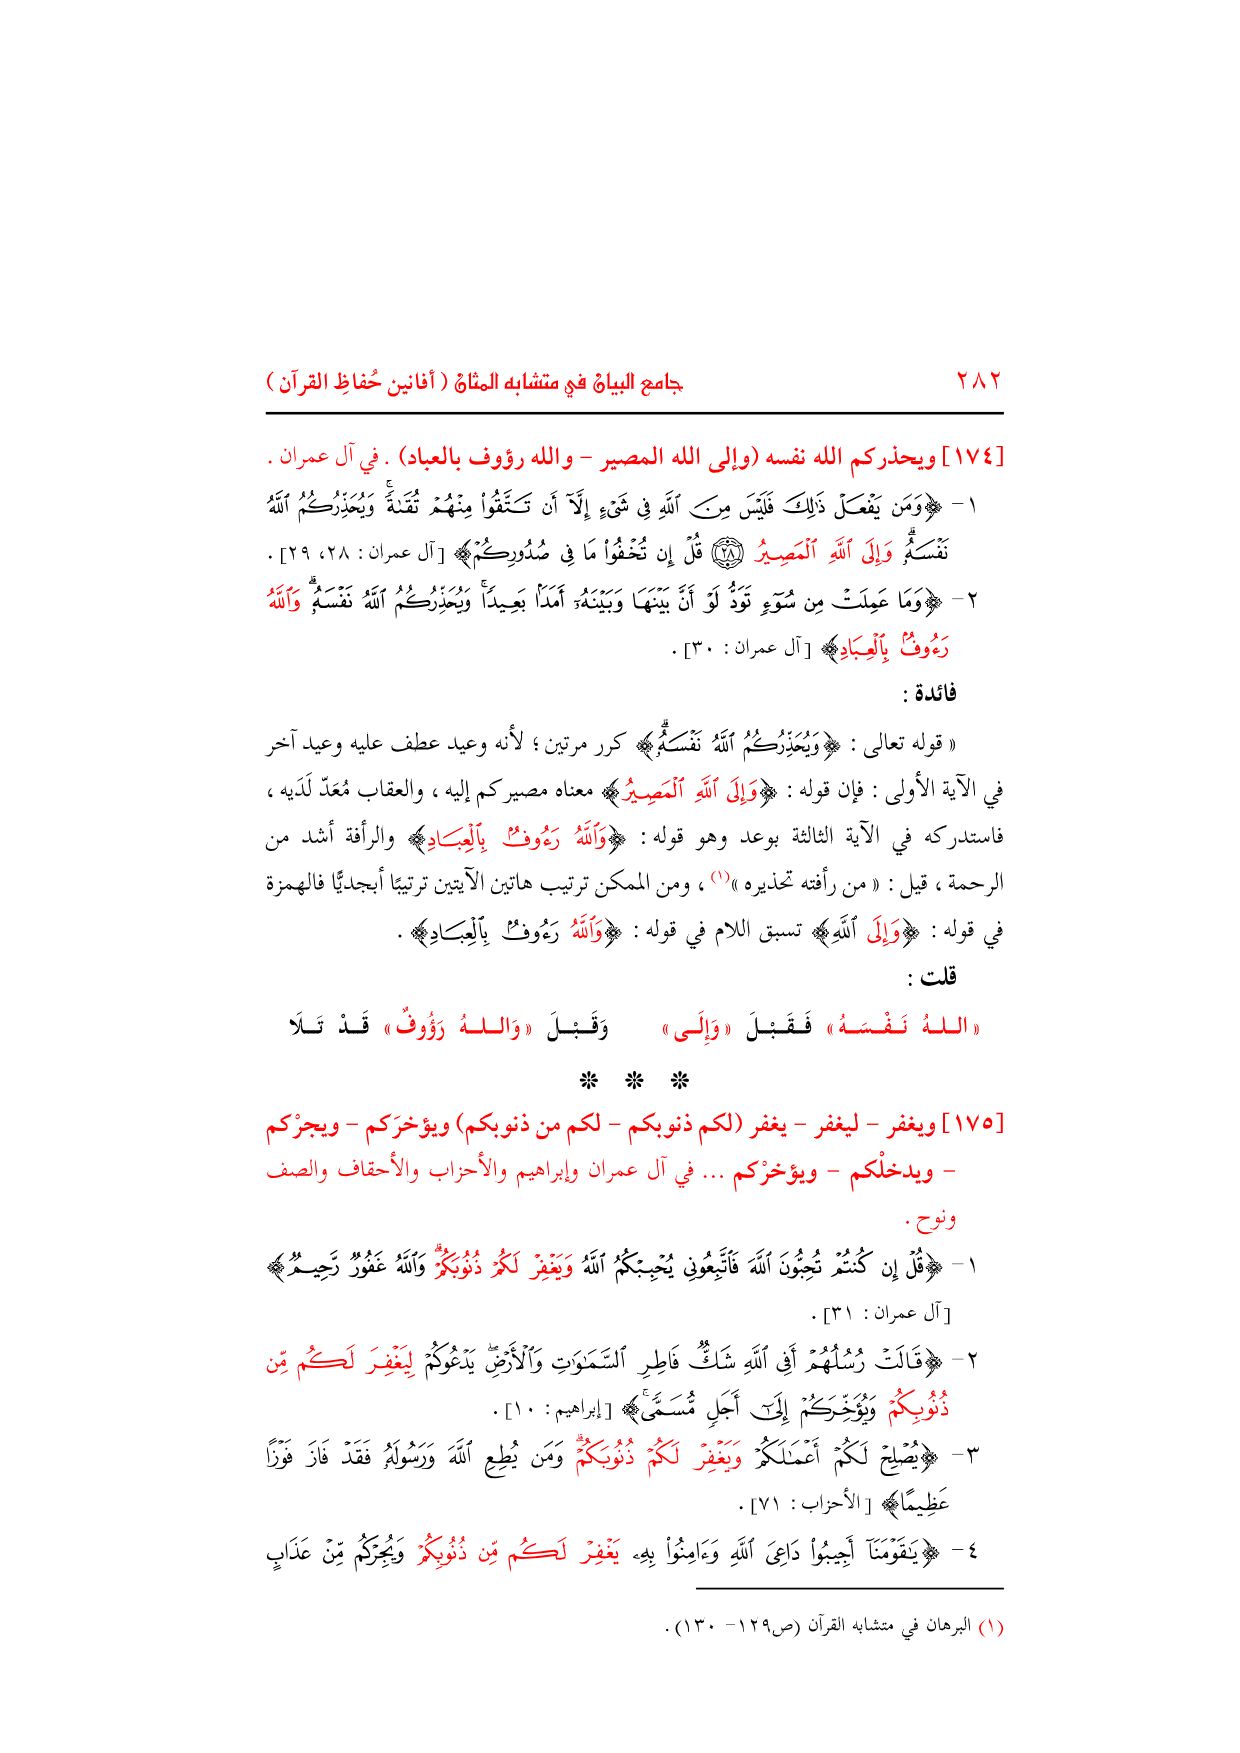 ٢٨٢
جامع البيان في متشابه المثان ( أفانين حُفاظِ القرآن )
[١٧٤] ويحذركم الله نفسه (وإلى الله المصير – والله رؤوف بالعباد) . في آل عمران .
١- ﴿وَمَن يَفۡعَلۡ ذَٰلِكَ فَلَيۡسَ مِنَ ٱللَّهِ فِي شَيۡءٍ إِلَّآ أَن تَتَّقُواْ مِنۡهُمۡ تُقَىٰةٗۗ وَيُحَذِّرُكُمُ ٱللَّهُ
نَفۡسَهُۥۗ وَإِلَى ٱللَّهِ ٱلۡمَصِيرُ ٢٨ قُلۡ إِن تُخۡفُواْ مَا فِي صُدُورِكُمۡ﴾ [آل عمران : ٢٨، ٢٩] .
٢- ﴿وَمَا عَمِلَتۡ مِن سُوٓءٖ تَوَدُّ لَوۡ أَنَّ بَيۡنَهَا وَبَيۡنَهُۥٓ أَمَدَۢا بَعِيدٗاۗ وَيُحَذِّرُكُمُ ٱللَّهُ نَفۡسَهُۥۗ وَٱللَّهُ
رَءُوفُۢ بِٱلۡعِبَادِ﴾ [آل عمران : ٣٠] .
فائدة :
« قوله تعالى : ﴿وَيُحَذِّرُكُمُ ٱللَّهُ نَفۡسَهُۥۗ﴾ كرر مرتين ؛ لأنه وعيد عطف عليه وعيد آخر
في الآية الأولى : فإن قوله : ﴿وَإِلَى ٱللَّهِ ٱلۡمَصِيرُ﴾ معناه مصيركم إليه ، والعقاب مُعَدّ لَدَيه ،
فاستدركه في الآية الثالثة بوعد وهو قوله : ﴿وَٱللَّهُ رَءُوفُۢ بِٱلۡعِبَادِ﴾ والرأفة أشد من
الرحمة ، قيل : « من رأفته تحذيره »(١) ، ومن الممكن ترتيب هاتين الآيتين ترتيبًا أبجديًّا فالهمزة
في قوله : ﴿وَإِلَى ٱللَّهِ﴾ تسبق اللام في قوله : ﴿وَٱللَّهُ رَءُوفُۢ بِٱلۡعِبَادِ﴾ .
قلت :
« اللهُ نَفْسَهُ » فَقَبْلَ « وَإِلَى » وَقَبْلَ « وَاللهُ رَؤُوفٌ » قَدْ تَلَا
* * *
[١٧٥] ويغفر – ليغفر – يغفر (لكم ذنوبكم – لكم من ذنوبكم) ويؤخرَكم – ويجرْكم
– ويدخلْكم – ويؤخرْكم ... في آل عمران وإبراهيم والأحزاب والأحقاف والصف
ونوح .
١- ﴿قُلۡ إِن كُنتُمۡ تُحِبُّونَ ٱللَّهَ فَٱتَّبِعُونِي يُحۡبِبۡكُمُ ٱللَّهُ وَيَغۡفِرۡ لَكُمۡ ذُنُوبَكُمۡۚ وَٱللَّهُ غَفُورٞ رَّحِيمٞ﴾
[آل عمران : ٣١] .
٢- ﴿قَالَتۡ رُسُلُهُمۡ أَفِي ٱللَّهِ شَكّٞ فَاطِرِ ٱلسَّمَٰوَٰتِ وَٱلۡأَرۡضِۖ يَدۡعُوكُمۡ لِيَغۡفِرَ لَكُم مِّن
ذُنُوبِكُمۡ وَيُؤَخِّرَكُمۡ إِلَىٰٓ أَجَلٖ مُّسَمّٗىۚ﴾ [إبراهيم : ١٠] .
٣- ﴿يُصۡلِحۡ لَكُمۡ أَعۡمَٰلَكُمۡ وَيَغۡفِرۡ لَكُمۡ ذُنُوبَكُمۡۗ وَمَن يُطِعِ ٱللَّهَ وَرَسُولَهُۥ فَقَدۡ فَازَ فَوۡزًا
عَظِيمًا﴾ [الأحزاب : ٧١] .
٤- ﴿يَٰقَوۡمَنَآ أَجِيبُواْ دَاعِيَ ٱللَّهِ وَءَامِنُواْ بِهِۦ يَغۡفِرۡ لَكُم مِّن ذُنُوبِكُمۡ وَيُجِرۡكُم مِّنۡ عَذَابٍ
(١) البرهان في متشابه القرآن (ص١٢٩– ١٣٠) .